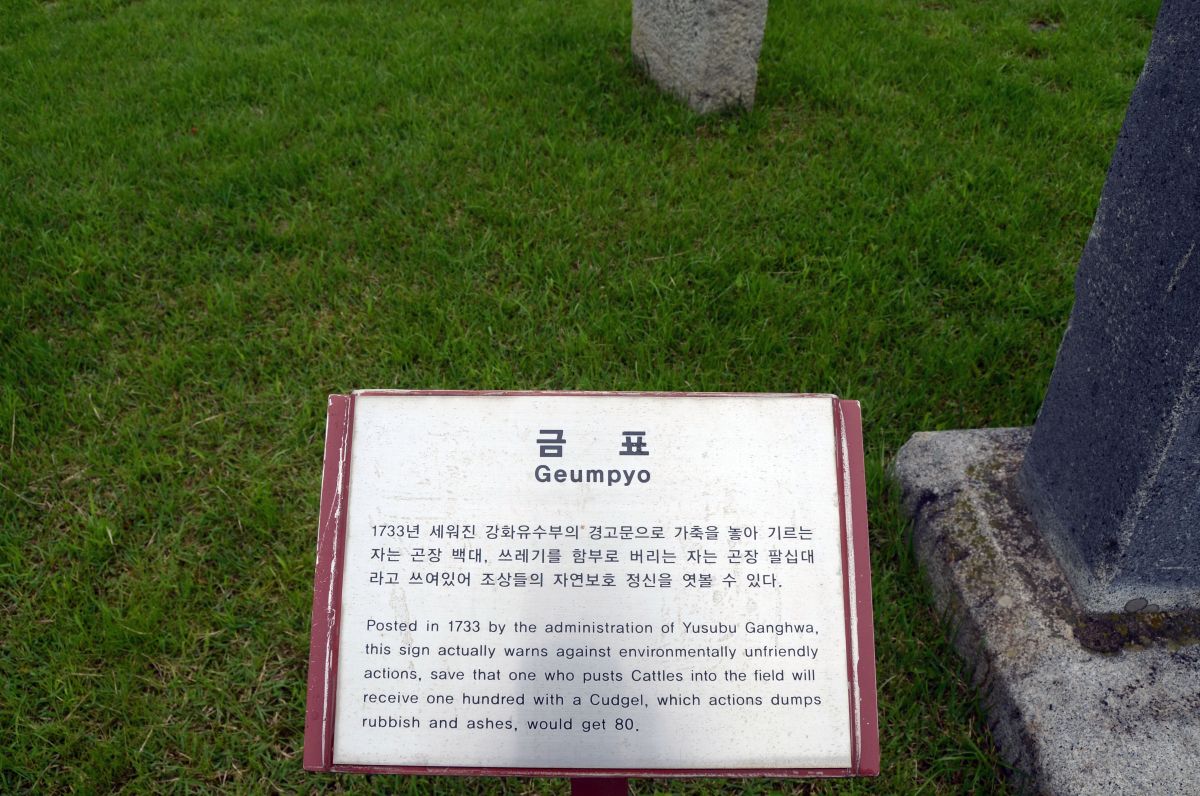 금 표
Geumpyo
1733년 세워진 강화유수부의 경고문으로 가축을 놓아 기르는
자는 곤장 백대, 쓰레기를 함부로 버리는 자는 곤장 팔십대
라고 쓰여있어 조상들의 자연보호 정신을 엿볼 수 있다.
Posted in 1733 by the administration of Yusubu Ganghwa,
this sign actually warns against environmentally unfriendly
actions, save that one who pusts Cattles into the field will
receive one hundred with a Cudgel, which actions dumps
rubbish and ashes, would get 80.